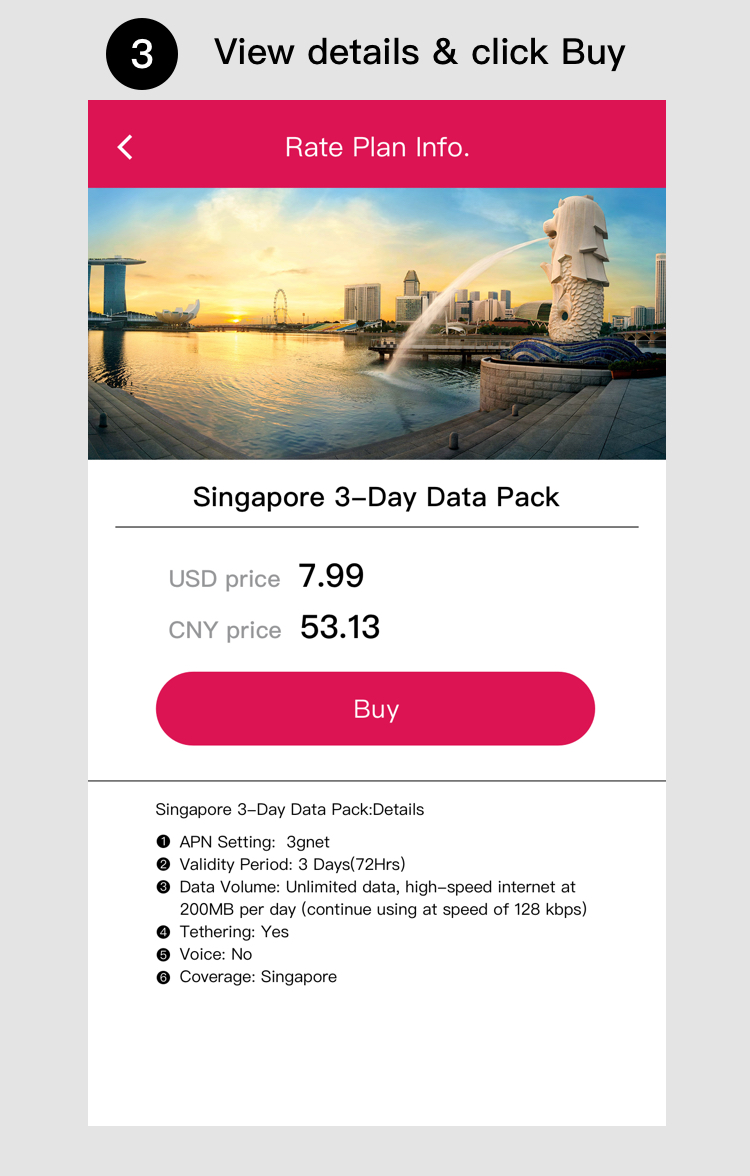 3 View details & click Buy
Rate Plan Info.
Singapore 3-Day Data Pack
USD price 7.99
CNY price 53.13
Buy
Singapore 3-Day Data Pack:Details
❶ APN Setting: 3gnet
❷ Validity Period: 3 Days(72Hrs)
❸ Data Volume: Unlimited data, high-speed internet at
200MB per day (continue using at speed of 128 kbps)
❹ Tethering: Yes
❺ Voice: No
❻ Coverage: Singapore